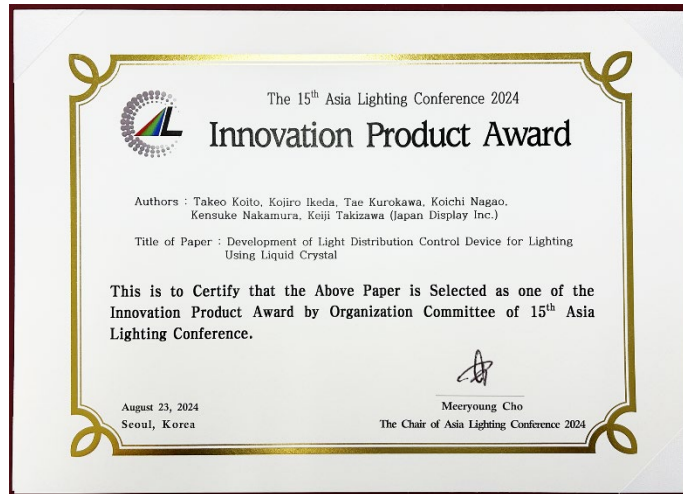 The 15th Asia Lighting Conference 2024
Innovation Product Award
Authors : Takeo Koito, Kojiro Ikeda, Tae Kurokawa, Koichi Nagao,
Kensuke Nakamura, Keiji Takizawa (Japan Display Inc.)
Title of Paper : Development of Light Distribution Control Device for Lighting
Using Liquid Crystal
This is to Certify that the Above Paper is Selected as one of the
Innovation Product Award by Organization Committee of 15th Asia
Lighting Conference.
August 23, 2024
Seoul, Korea
Meeryoung Cho
The Chair of Asia Lighting Conference 2024